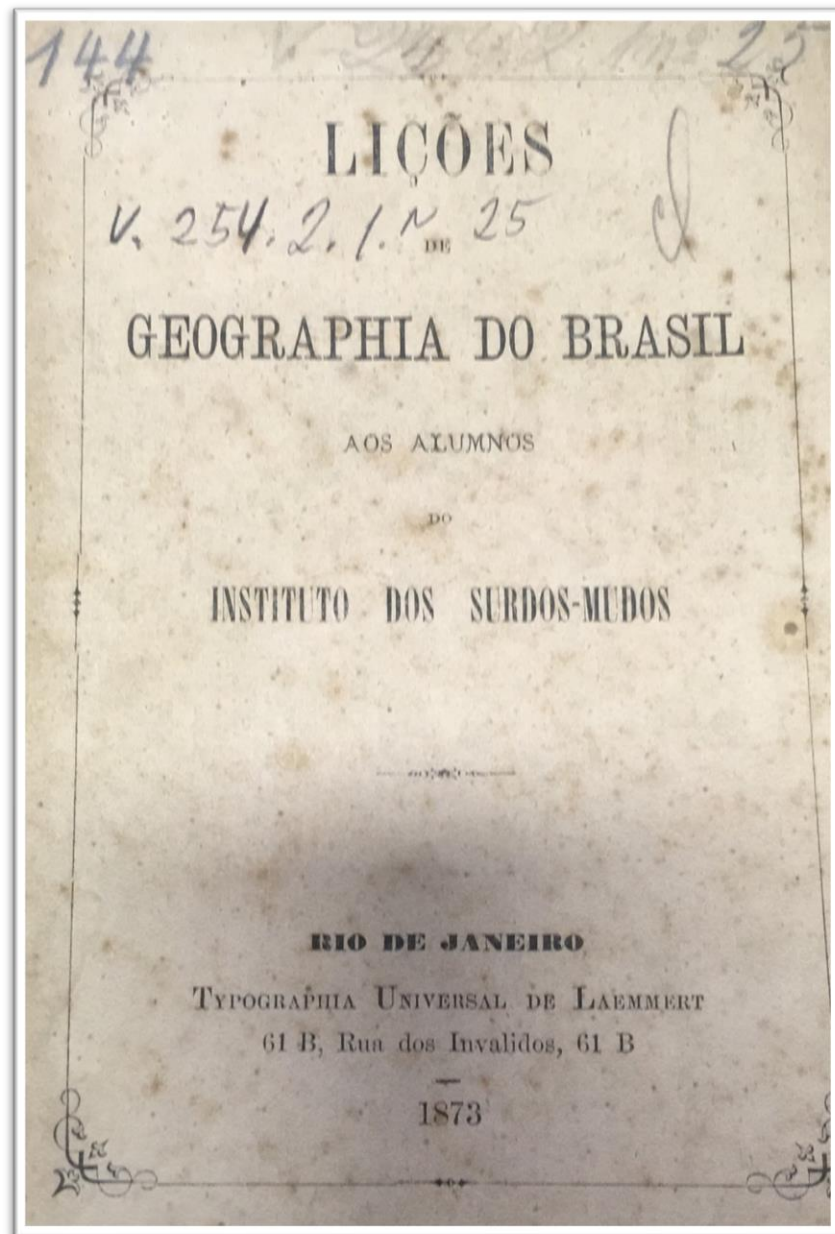 144 25
LIÇÕES
V. 254. 2. 1. N 25
DE
GEOGRAPHIA DO BRASIL
AOS ALUMNOS
DO
INSTITUTO DOS SURDOS-MUDOS
RIO DE JANEIRO
TYPOGRAPHIA UNIVERSAL DE LAEMMERT
61 B, Rua dos Invalidos, 61 B
1873